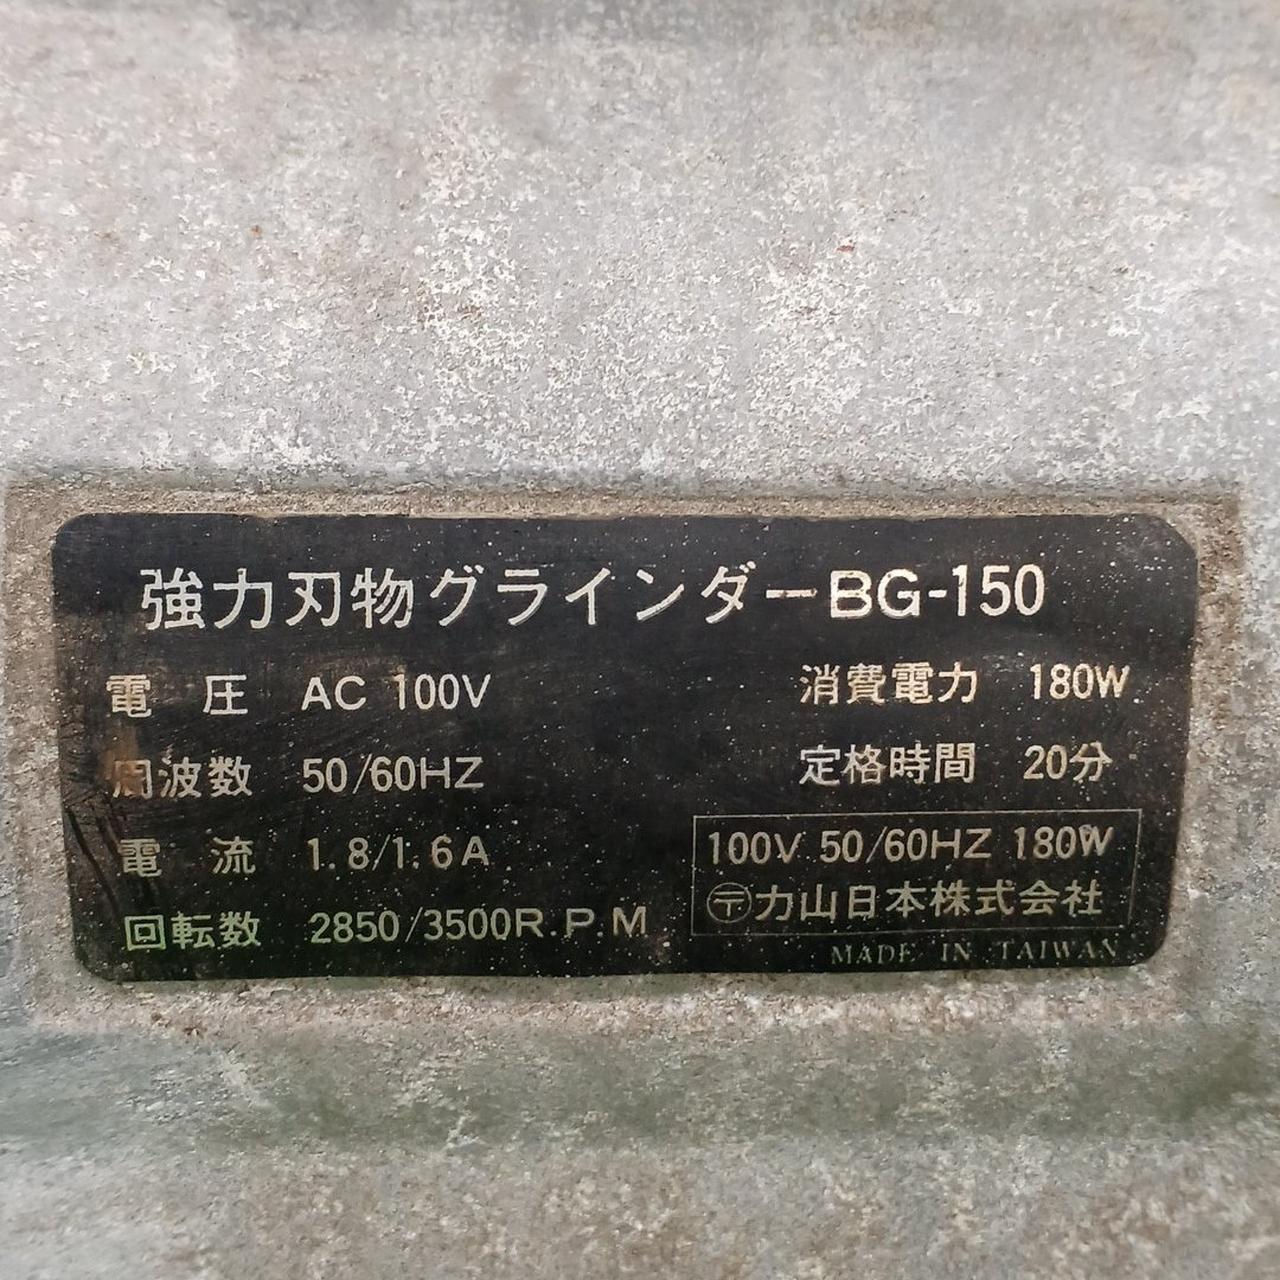 強力刃物グラインダーBG-150
電 圧 AC 100V 消費電力 180W
周波数 50/60HZ 定格時間 20分
電 流 1.8/1.6A
100V 50/60HZ 180W
〶力山日本株式会社
回転数 2850/3500R.P.M
MADE IN TAIWAN